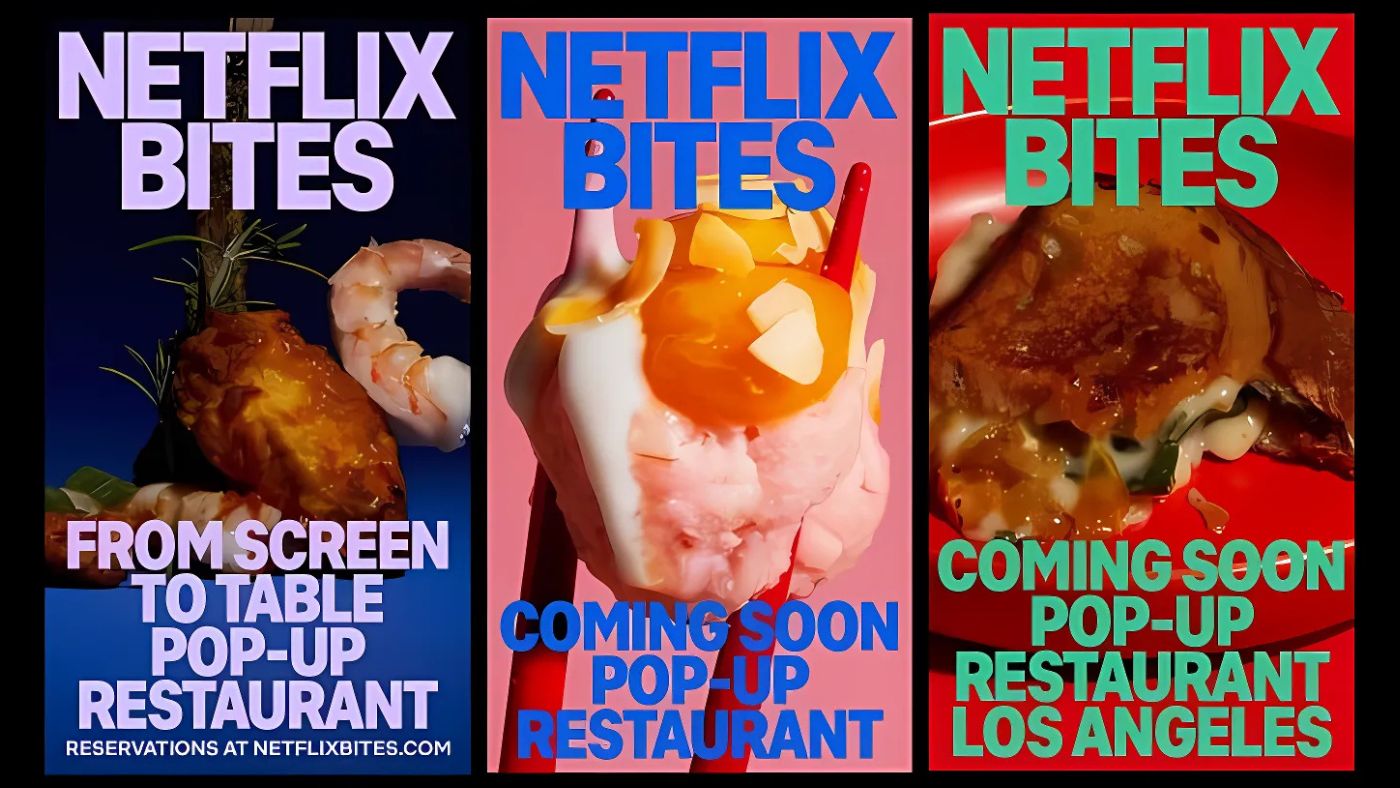 NETFLIX
BITES
FROM SCREEN
TO TABLE
POP-UP
RESTAURANT
RESERVATIONS AT NETFLIXBITES.COM
NETFLIX
BITES
COMING SOON
POP-UP
RESTAURANT
NETFLIX
BITES
COMING SOON
POP-UP
RESTAURANT
LOS ANGELES